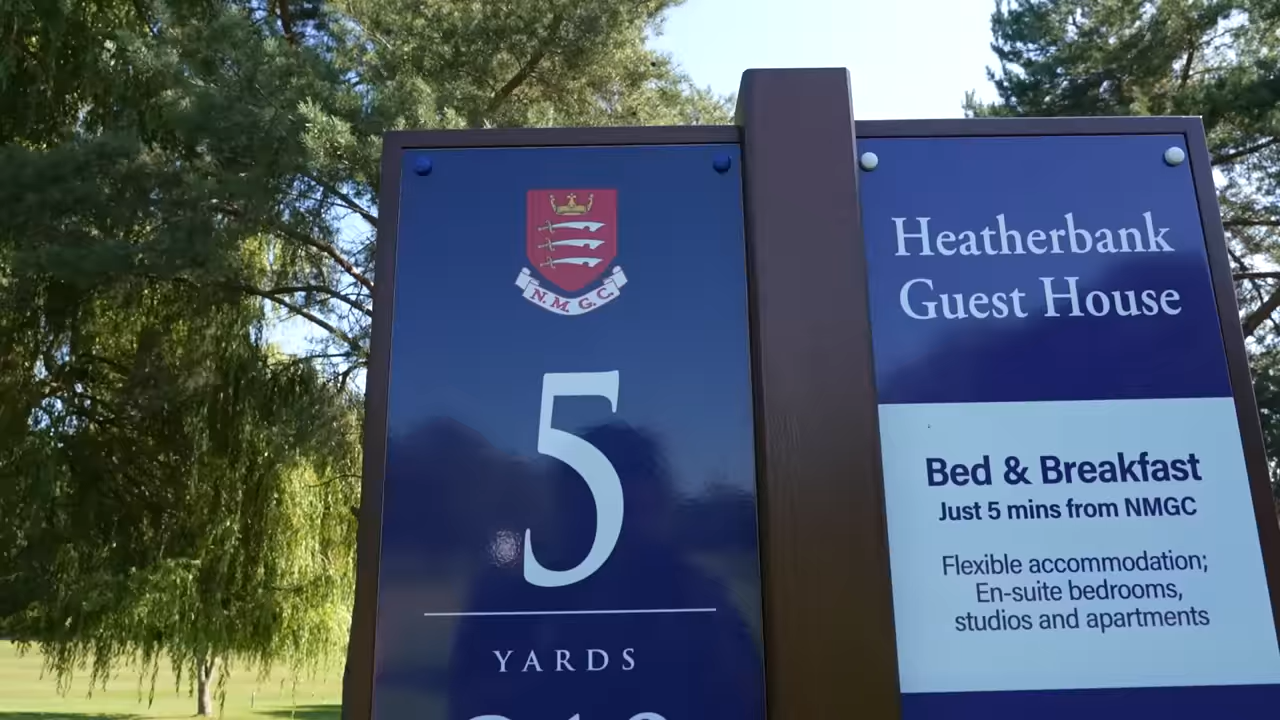 N.M.G.C.
5
YARDS
Heatherbank
Guest House
Bed & Breakfast
Just 5 mins from NMGC
Flexible accommodation;
En-suite bedrooms,
studios and apartments